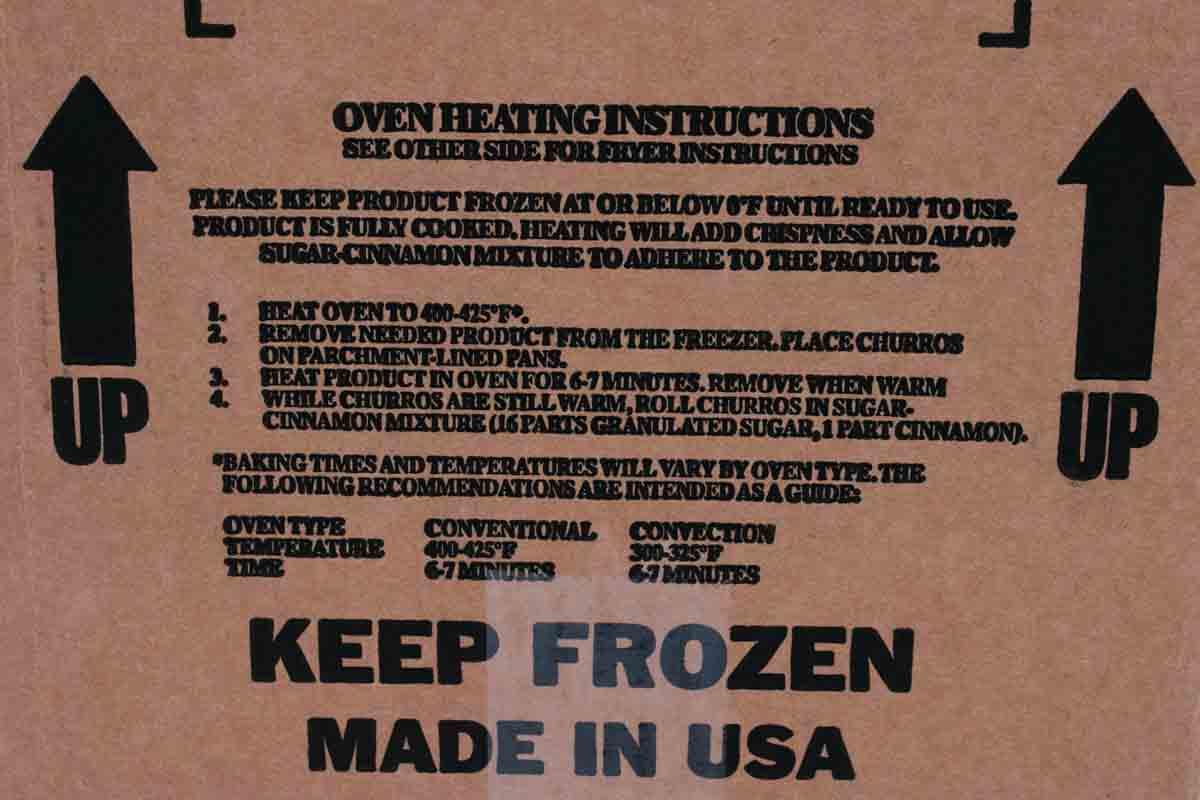 OVEN HEATING INSTRUCTIONS
SEE OTHER SIDE FOR FRYER INSTRUCTIONS
PLEASE KEEP PRODUCT FROZEN AT OR BELOW 0°F UNTIL READY TO USE.
PRODUCT IS FULLY COOKED. HEATING WILL ADD CRISPNESS AND ALLOW
SUGAR-CINNAMON MIXTURE TO ADHERE TO THE PRODUCT.
1. HEAT OVEN TO 400-425°F*.
2. REMOVE NEEDED PRODUCT FROM THE FREEZER. PLACE CHURROS
ON PARCHMENT-LINED PANS.
3. HEAT PRODUCT IN OVEN FOR 6-7 MINUTES. REMOVE WHEN WARM
4. WHILE CHURROS ARE STILL WARM, ROLL CHURROS IN SUGAR-
CINNAMON MIXTURE (16 PARTS GRANULATED SUGAR, 1 PART CINNAMON).
UP
UP
*BAKING TIMES AND TEMPERATURES WILL VARY BY OVEN TYPE. THE
FOLLOWING RECOMMENDATIONS ARE INTENDED AS A GUIDE:
OVEN TYPE CONVENTIONAL CONVECTION
TEMPERATURE 400-425°F 300-325°F
TIME 6-7 MINUTES 6-7 MINUTES
KEEP FROZEN
MADE IN USA